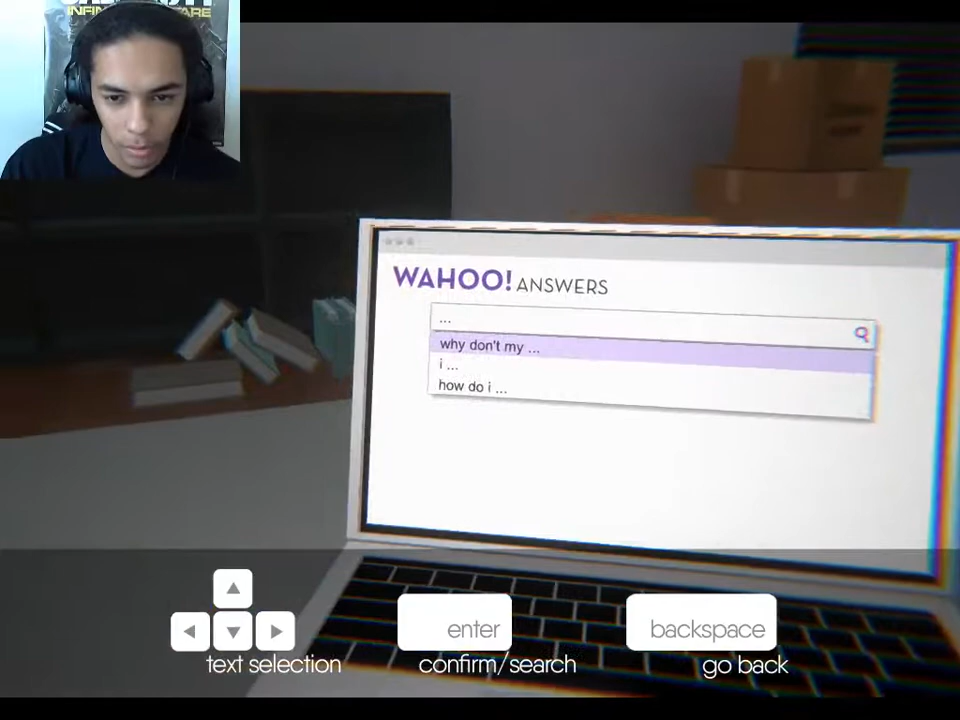 INFINITE WARFARE
WAHOO! ANSWERS
...
why don't my ...
i ...
how do i ...
enter
backspace
text selection
confirm/search
go back